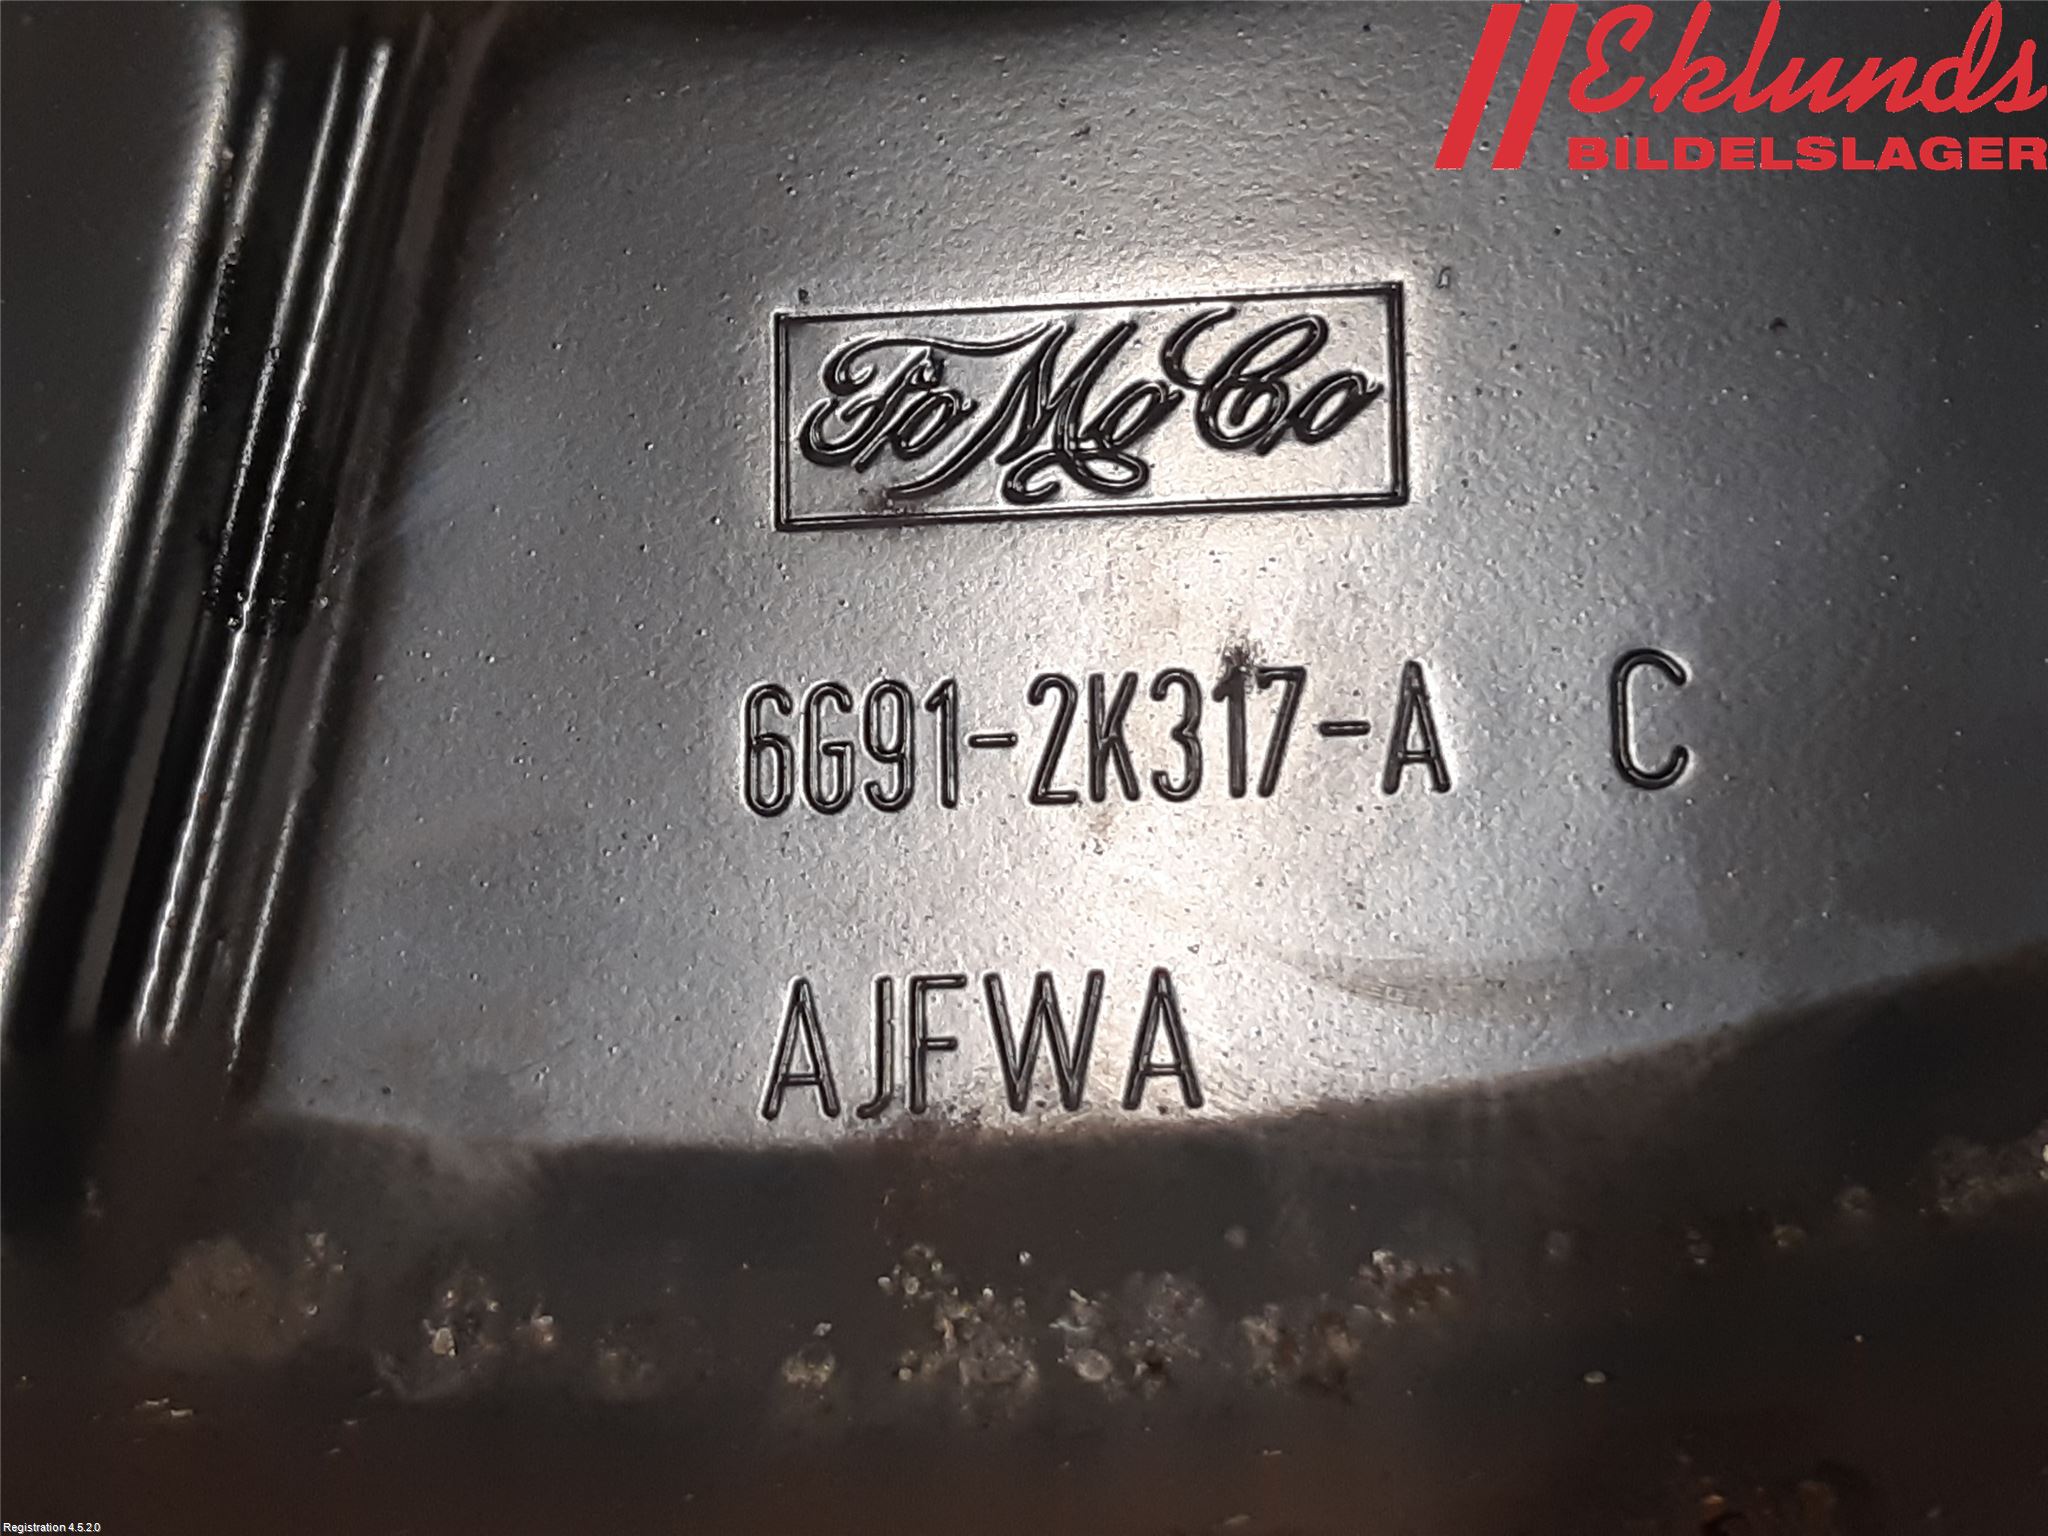 Eklunds
BILDELSLAGER
FoMoCo
6G91-2K317-A C
AJFWA
Registration 4.5.2.0